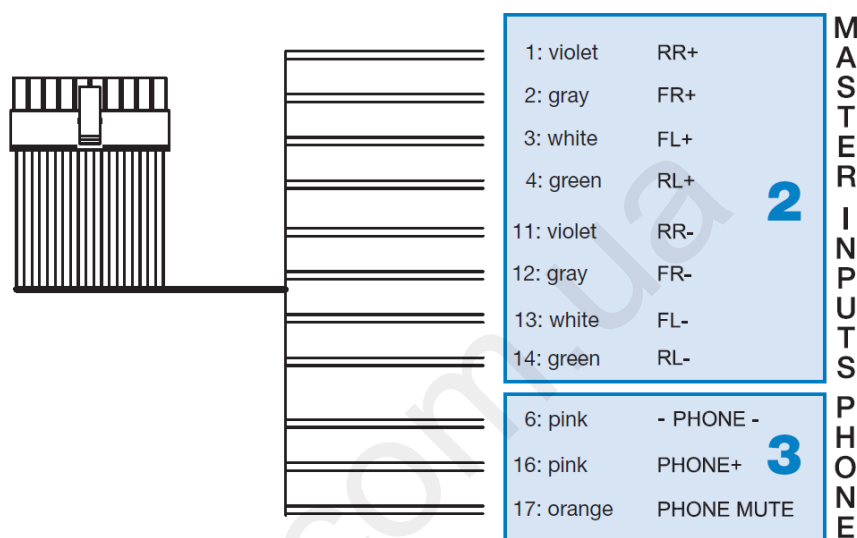 1: violet RR+
2: gray FR+
3: white FL+
4: green RL+
11: violet RR-
12: gray FR-
13: white FL-
14: green RL-
2
MASTER INPUTS
6: pink - PHONE -
16: pink PHONE+
17: orange PHONE MUTE
3
PHONE
com.ua